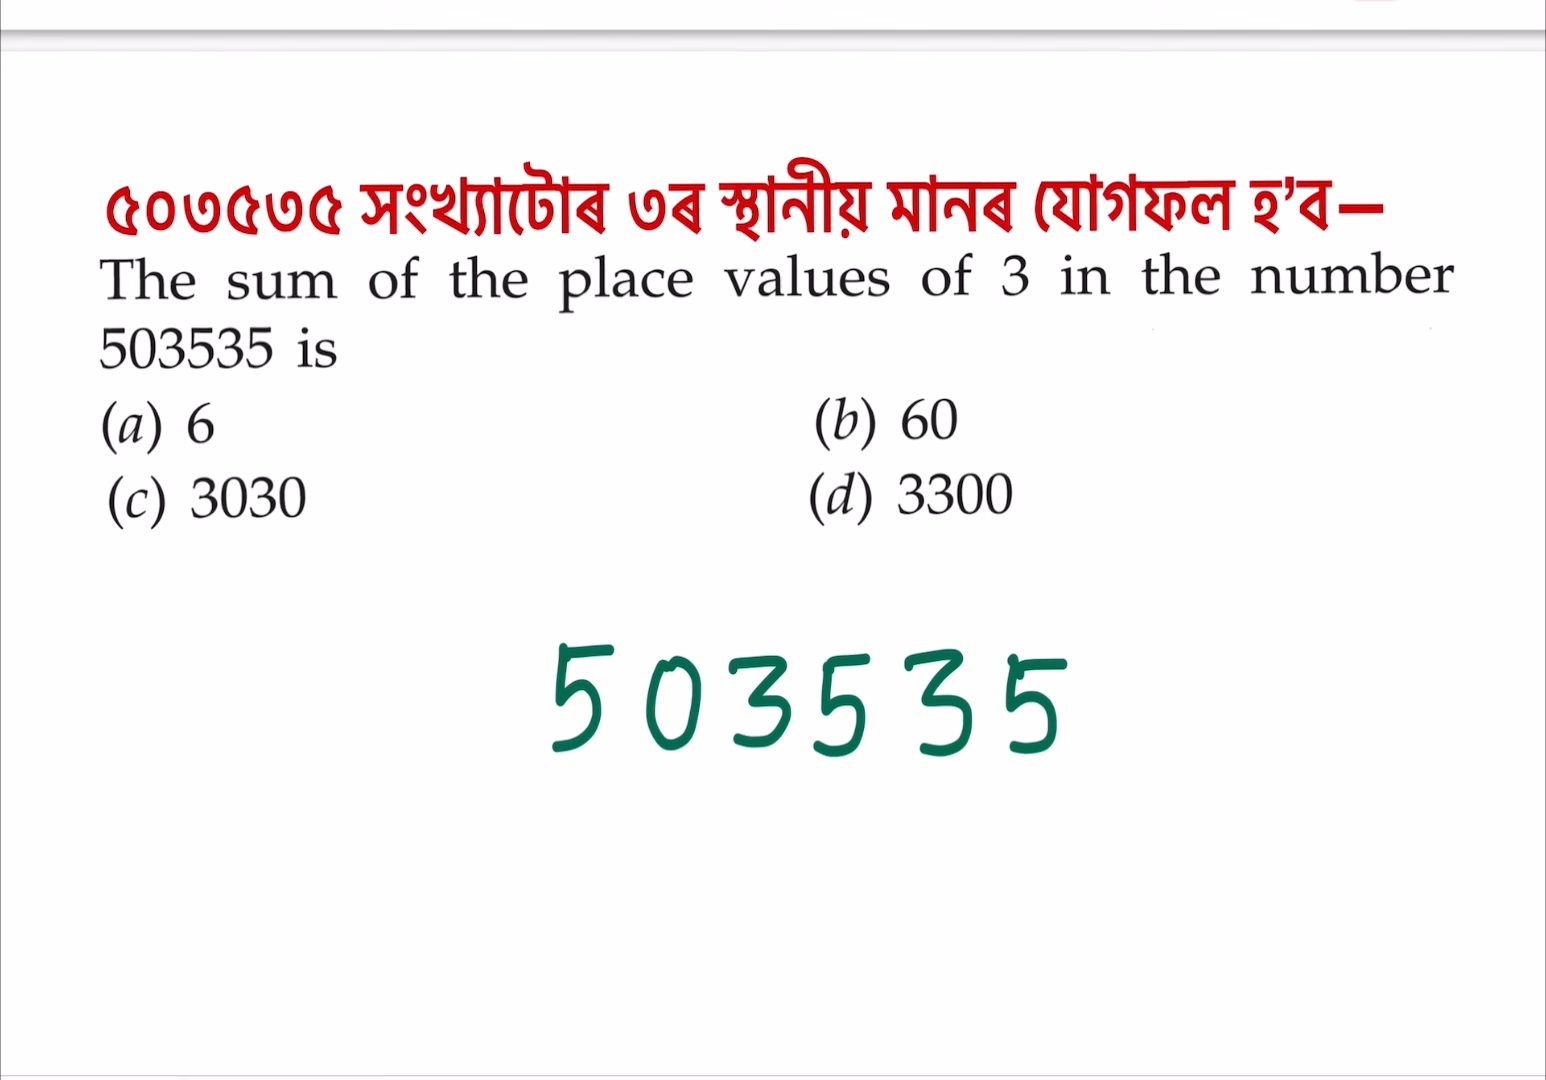 ৫০৩৫৩৫ সংখ্যাটোৰ ৩ৰ স্থানীয় মানৰ যোগফল হ’ব—
The sum of the place values of 3 in the number
503535 is
(a) 6 (b) 60
(c) 3030 (d) 3300
503535